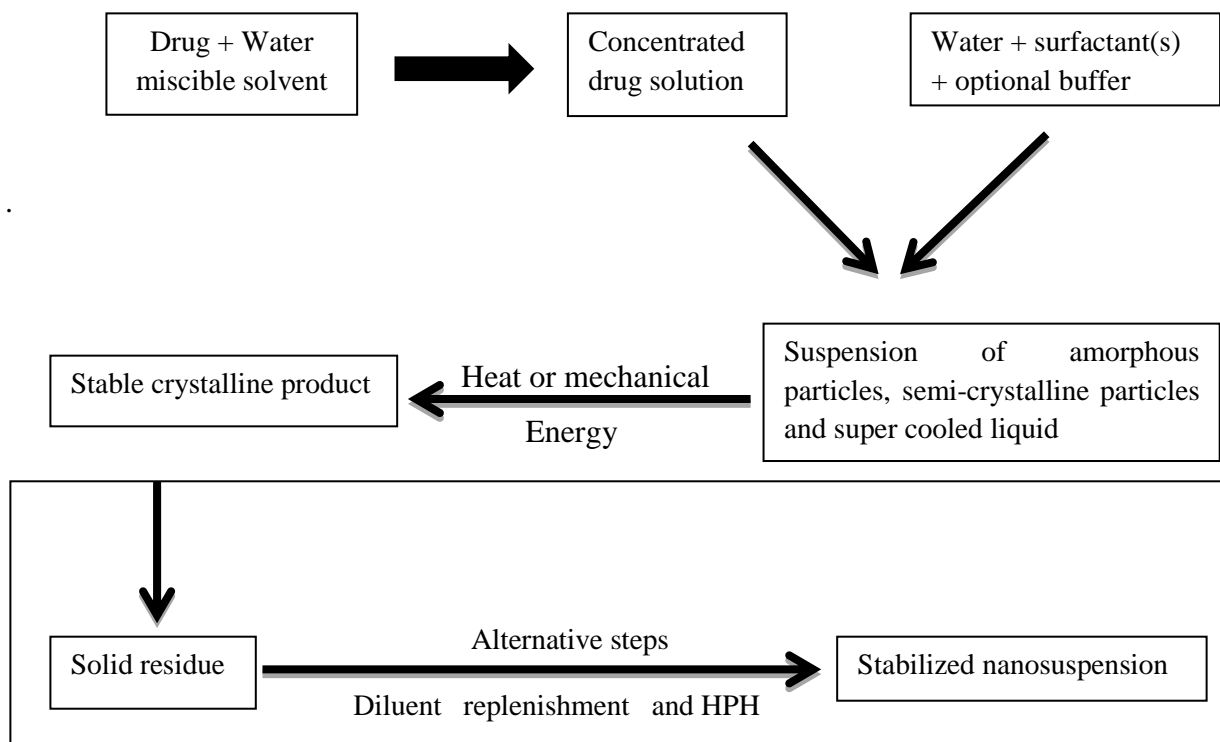 Drug + Water
miscible solvent
Concentrated
drug solution
Water + surfactant(s)
+ optional buffer
.
Suspension of amorphous
particles, semi-crystalline particles
and super cooled liquid
Heat or mechanical
Energy
Stable crystalline product
Solid residue
Alternative steps
Diluent replenishment and HPH
Stabilized nanosuspension